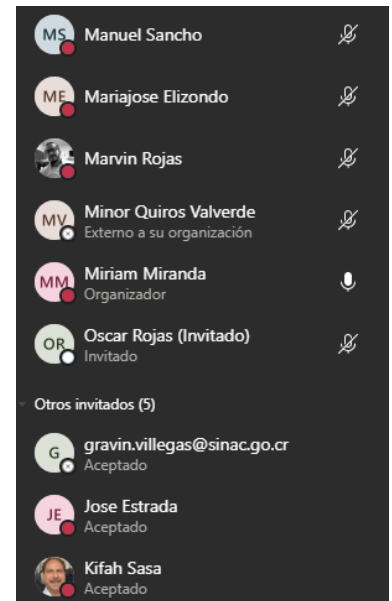 MS Manuel Sancho
ME Mariajose Elizondo
Marvin Rojas
MV Minor Quiros Valverde
Externo a su organización
MM Miriam Miranda
Organizador
OR Oscar Rojas (Invitado)
Invitado
Otros invitados (5)
G gravin.villegas@sinac.go.cr
Aceptado
JE Jose Estrada
Aceptado
Kifah Sasa
Aceptado